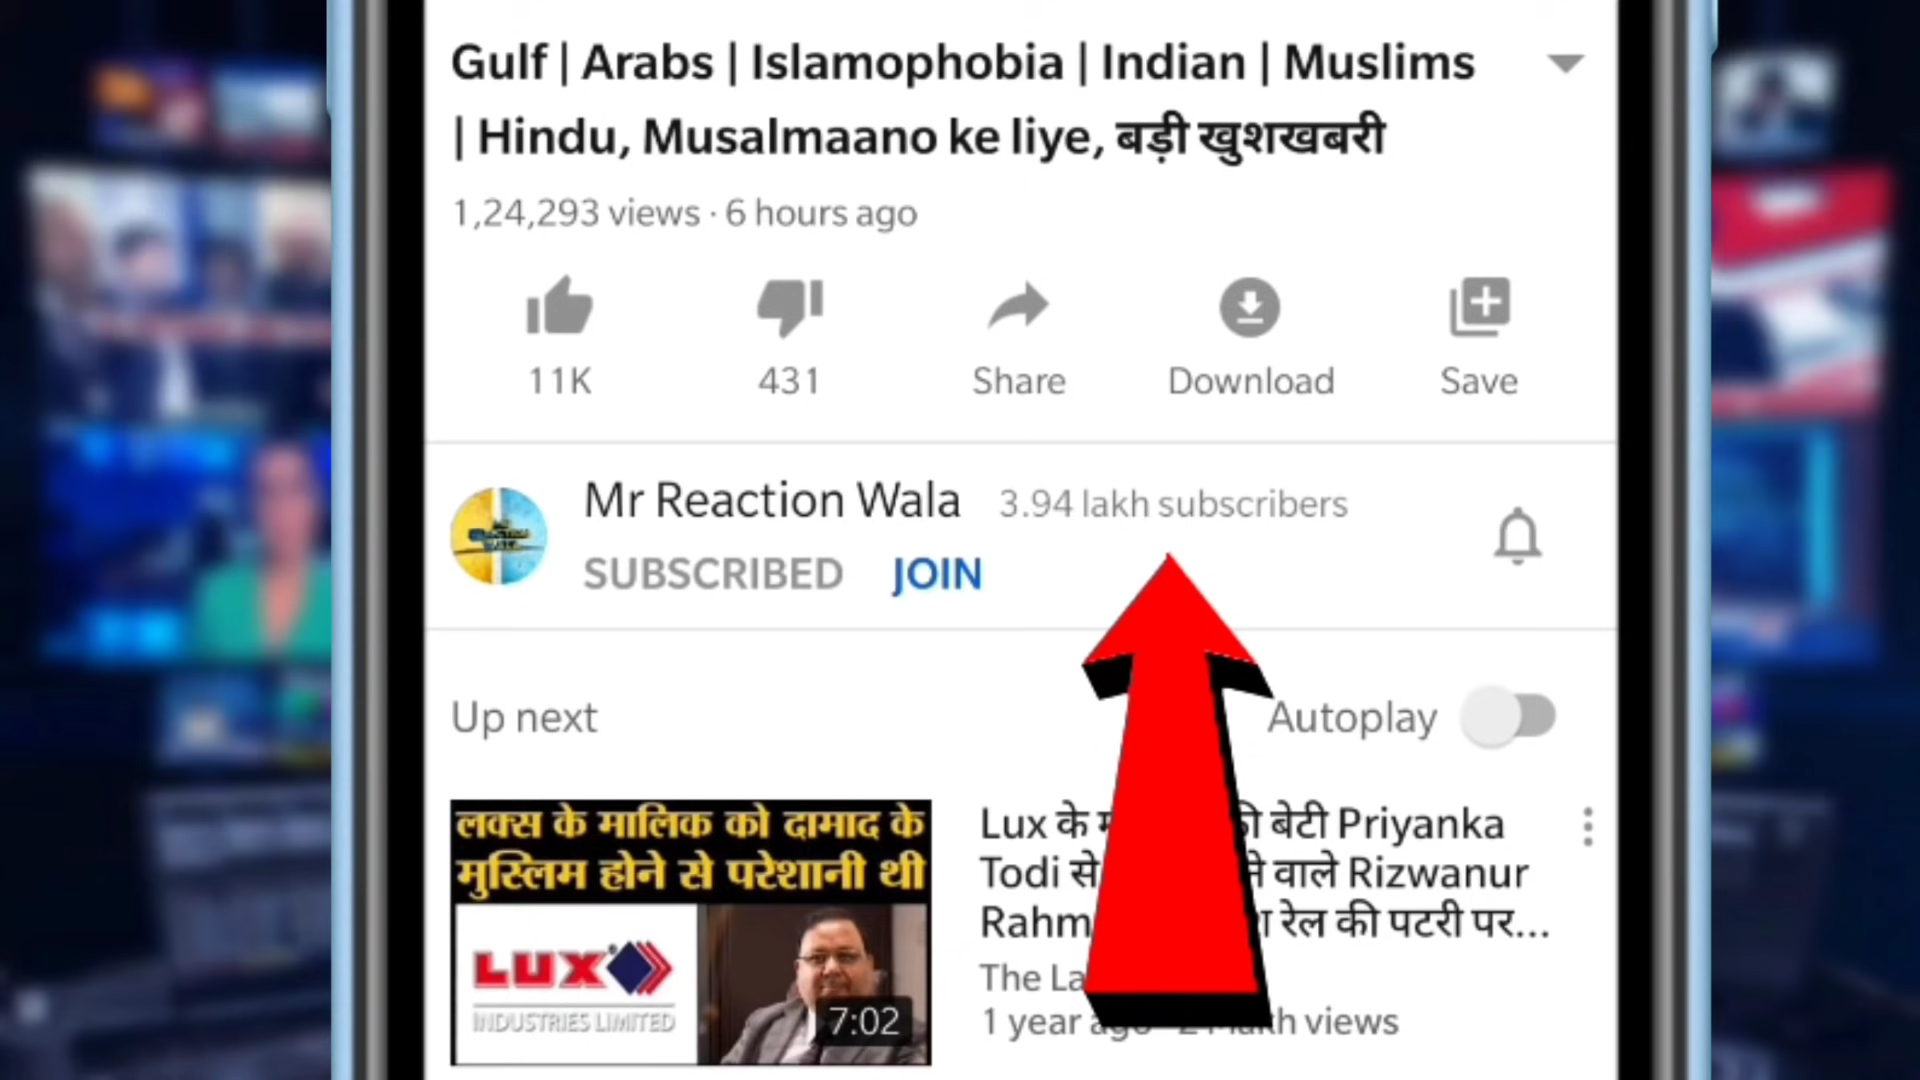 Gulf | Arabs | Islamophobia | Indian | Muslims
| Hindu, Musalmaano ke liye, बड़ी खुशखबरी
1,24,293 views · 6 hours ago
11K
431
Share
Download
Save
Mr Reaction Wala 3.94 lakh subscribers
SUBSCRIBED JOIN
Up next
Autoplay
लक्स के मालिक को दामाद के
मुस्लिम होने से परेशानी थी
LUX
INDUSTRIES LIMITED
7:02
Lux के बेटी Priyanka
Todi से वाले Rizwanur
रेल की पटरी पर...
The
1 year ago views